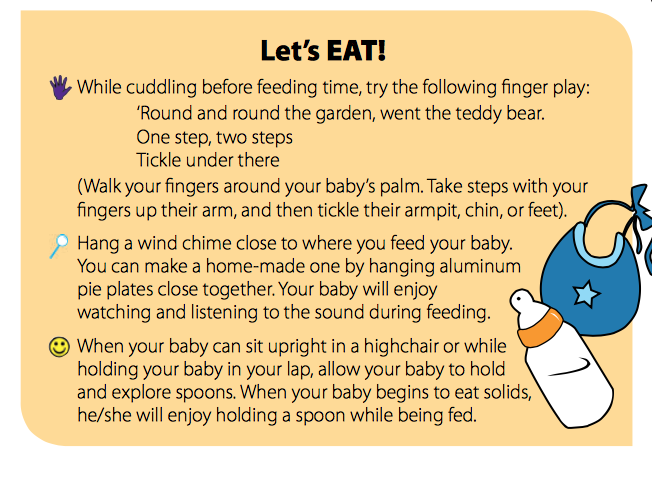 Let's EAT!
While cuddling before feeding time, try the following finger play:
‘Round and round the garden, went the teddy bear.
One step, two steps
Tickle under there
(Walk your fingers around your baby's palm. Take steps with your
fingers up their arm, and then tickle their armpit, chin, or feet).
Hang a wind chime close to where you feed your baby.
You can make a home-made one by hanging aluminum
pie plates close together. Your baby will enjoy
watching and listening to the sound during feeding.
When your baby can sit upright in a highchair or while
holding your baby in your lap, allow your baby to hold
and explore spoons. When your baby begins to eat solids,
he/she will enjoy holding a spoon while being fed.